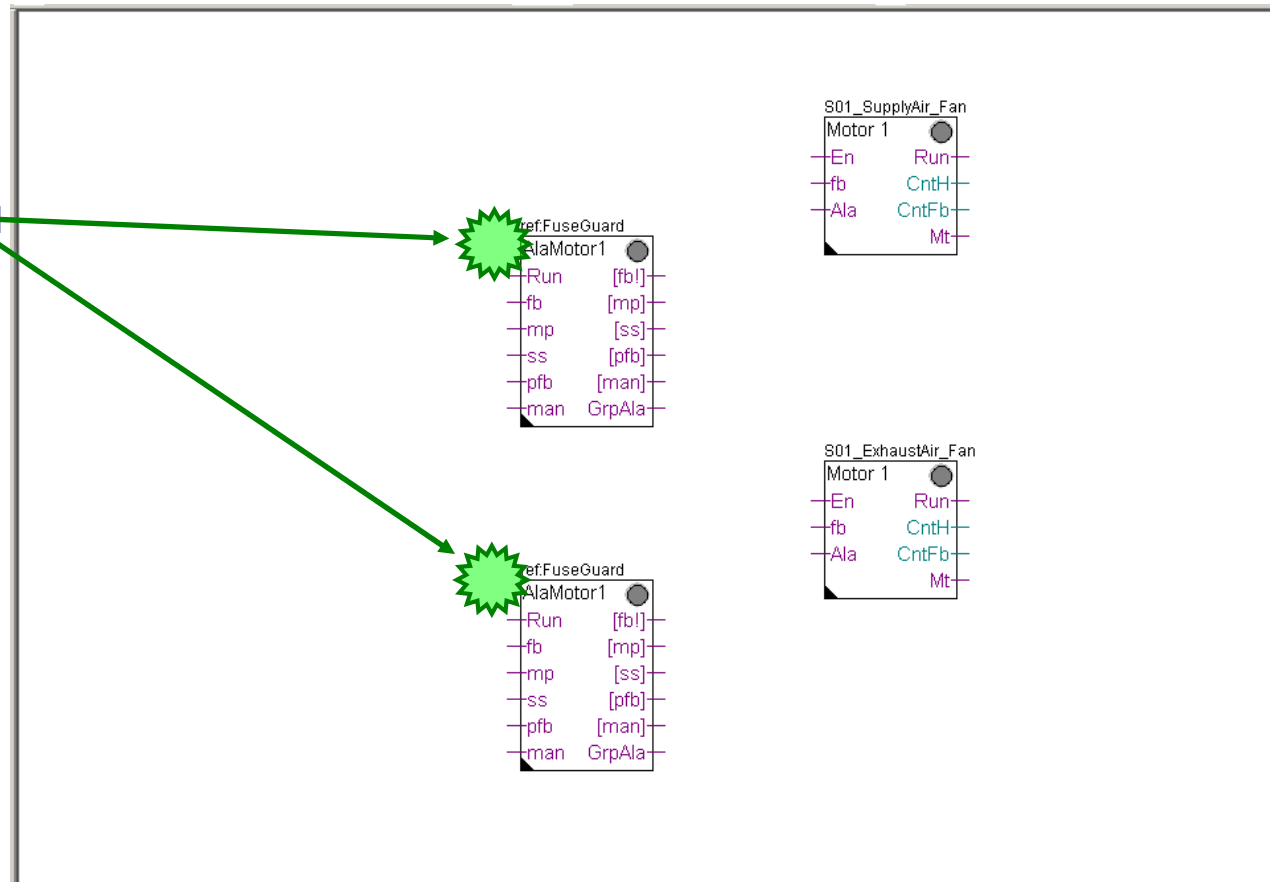 S01_SupplyAir_Fan
Motor 1
En Run
fb CntH
Ala CntFb
Mt
ref:FuseGuard
AlaMotor1
Run [fb!]
fb [mp]
mp [ss]
ss [pfb]
pfb [man]
man GrpAla
S01_ExhaustAir_Fan
Motor 1
En Run
fb CntH
Ala CntFb
Mt
ef:FuseGuard
AlaMotor1
Run [fb!]
fb [mp]
mp [ss]
ss [pfb]
pfb [man]
man GrpAla